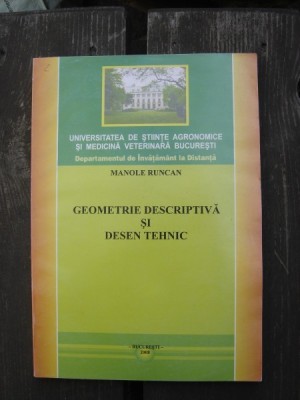 UNIVERSITATEA DE ȘTIINȚE AGRONOMICE
ȘI MEDICINĂ VETERINARĂ BUCUREȘTI
Departamentul de Învățământ la Distanță
MANOLE RUNCAN
GEOMETRIE DESCRIPTIVĂ
ȘI
DESEN TEHNIC
BUCUREȘTI